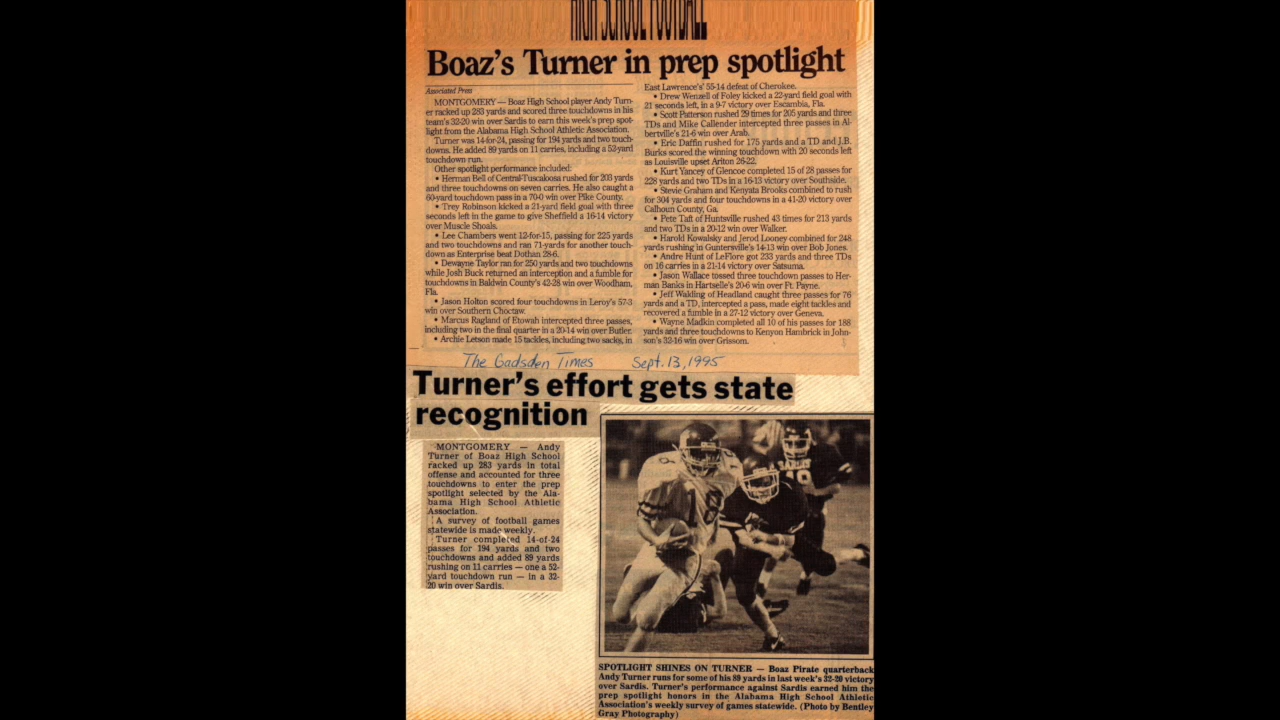 HIGH SCHOOL FOOTBALL
Boaz's Turner in prep spotlight
Associated Press
MONTGOMERY — Boaz High School player Andy Turn-
er racked up 283 yards and scored three touchdowns in his
team's 32-20 win over Sardis to earn this week's prep spot-
light from the Alabama High School Athletic Association.
Turner was 14-for-24, passing for 194 yards and two touch-
downs. He added 89 yards on 11 carries, including a 53-yard
touchdown run.
Other spotlight performance included:
• Herman Bell of Central-Tuscaloosa rushed for 203 yards
and three touchdowns on seven carries. He also caught a
60-yard touchdown pass in a 70-0 win over Pike County.
• Trey Robinson kicked a 21-yard field goal with three
seconds left in the game to give Sheffield a 16-14 victory
over Muscle Shoals.
• Lee Chambers went 12-for-15, passing for 225 yards
and two touchdowns and ran 71-yards for another touch-
down as Enterprise beat Dothan 28-6.
• Dewayne Taylor ran for 250 yards and two touchdowns
while Josh Buck returned an interception and a fumble for
touchdowns in Baldwin County's 42-28 win over Woodham,
Fla.
• Jason Holton scored four touchdowns in Leroy's 57-3
win over Southern Choctaw.
• Marcus Ragland of Etowah intercepted three passes,
including two in the final quarter in a 20-14 win over Butler.
• Archie Letson made 15 tackles, including two sacks, in
East Lawrence's' 55-14 defeat of Cherokee.
• Drew Wenzell of Foley kicked a 22-yard field goal with
21 seconds left, in a 9-7 victory over Escambia, Fla.
• Scott Patterson rushed 29 times for 205 yards and three
TDs and Mike Callender intercepted three passes in Al-
bertville's 21-6 win over Arab.
• Eric Daffin rushed for 175 yards and a TD and J.B.
Burks scored the winning touchdown with 20 seconds left
as Louisville upset Ariton 26-22.
• Kurt Yancey of Glencoe completed 15 of 28 passes for
228 yards and two TDs in a 16-13 victory over Southside.
• Stevie Graham and Kenyata Brooks combined to rush
for 304 yards and four touchdowns in a 41-20 victory over
Calhoun County, Ga.
• Pete Taft of Huntsville rushed 43 times for 213 yards
and two TDs in a 20-12 win over Walker.
• Harold Kowalsky and Jerod Looney combined for 248
yards rushing in Guntersville's 14-13 win over Bob Jones.
• Andre Hunt of LeFlore got 233 yards and three TDs
on 16 carries in a 21-14 victory over Satsuma.
• Jason Wallace tossed three touchdown passes to Her-
man Banks in Hartselle's 20-6 win over Ft. Payne.
• Jeff Walding of Headland caught three passes for 76
yards and a TD, intercepted a pass, made eight tackles and
recovered a fumble in a 27-12 victory over Geneva.
• Wayne Madkin completed all 10 of his passes for 188
yards and three touchdowns to Kenyon Hambrick in John-
son's 32-16 win over Grissom.
The Gadsden Times Sept. 13, 1995
Turner's effort gets state
recognition
MONTGOMERY — Andy
Turner of Boaz High School
racked up 283 yards in total
offense and accounted for three
touchdowns to enter the prep
spotlight selected by the Ala-
bama High School Athletic
Association.
A survey of football games
statewide is made weekly.
Turner completed 14-of-24
passes for 194 yards and two
touchdowns and added 89 yards
rushing on 11 carries — one a 52-
yard touchdown run — in a 32-
20 win over Sardis.
SPOTLIGHT SHINES ON TURNER — Boaz Pirate quarterback
Andy Turner runs for some of his 89 yards in last week's 32-20 victory
over Sardis. Turner's performance against Sardis earned him the
prep spotlight honors in the Alabama High School Athletic
Association's weekly survey of games statewide. (Photo by Bentley
Gray Photography)